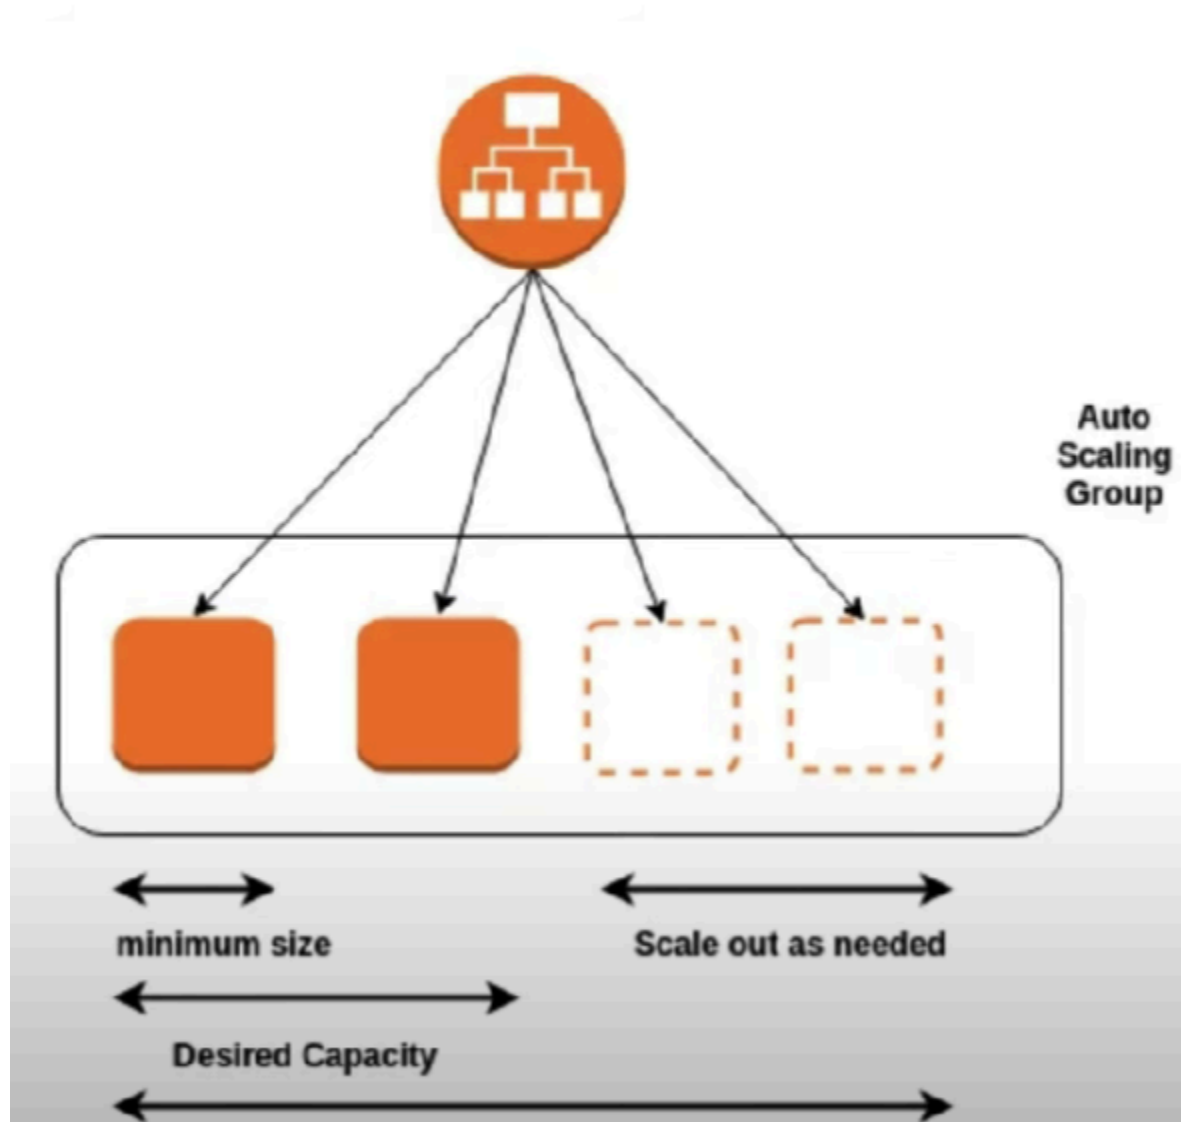 Auto
Scaling
Group
minimum size
Scale out as needed
Desired Capacity